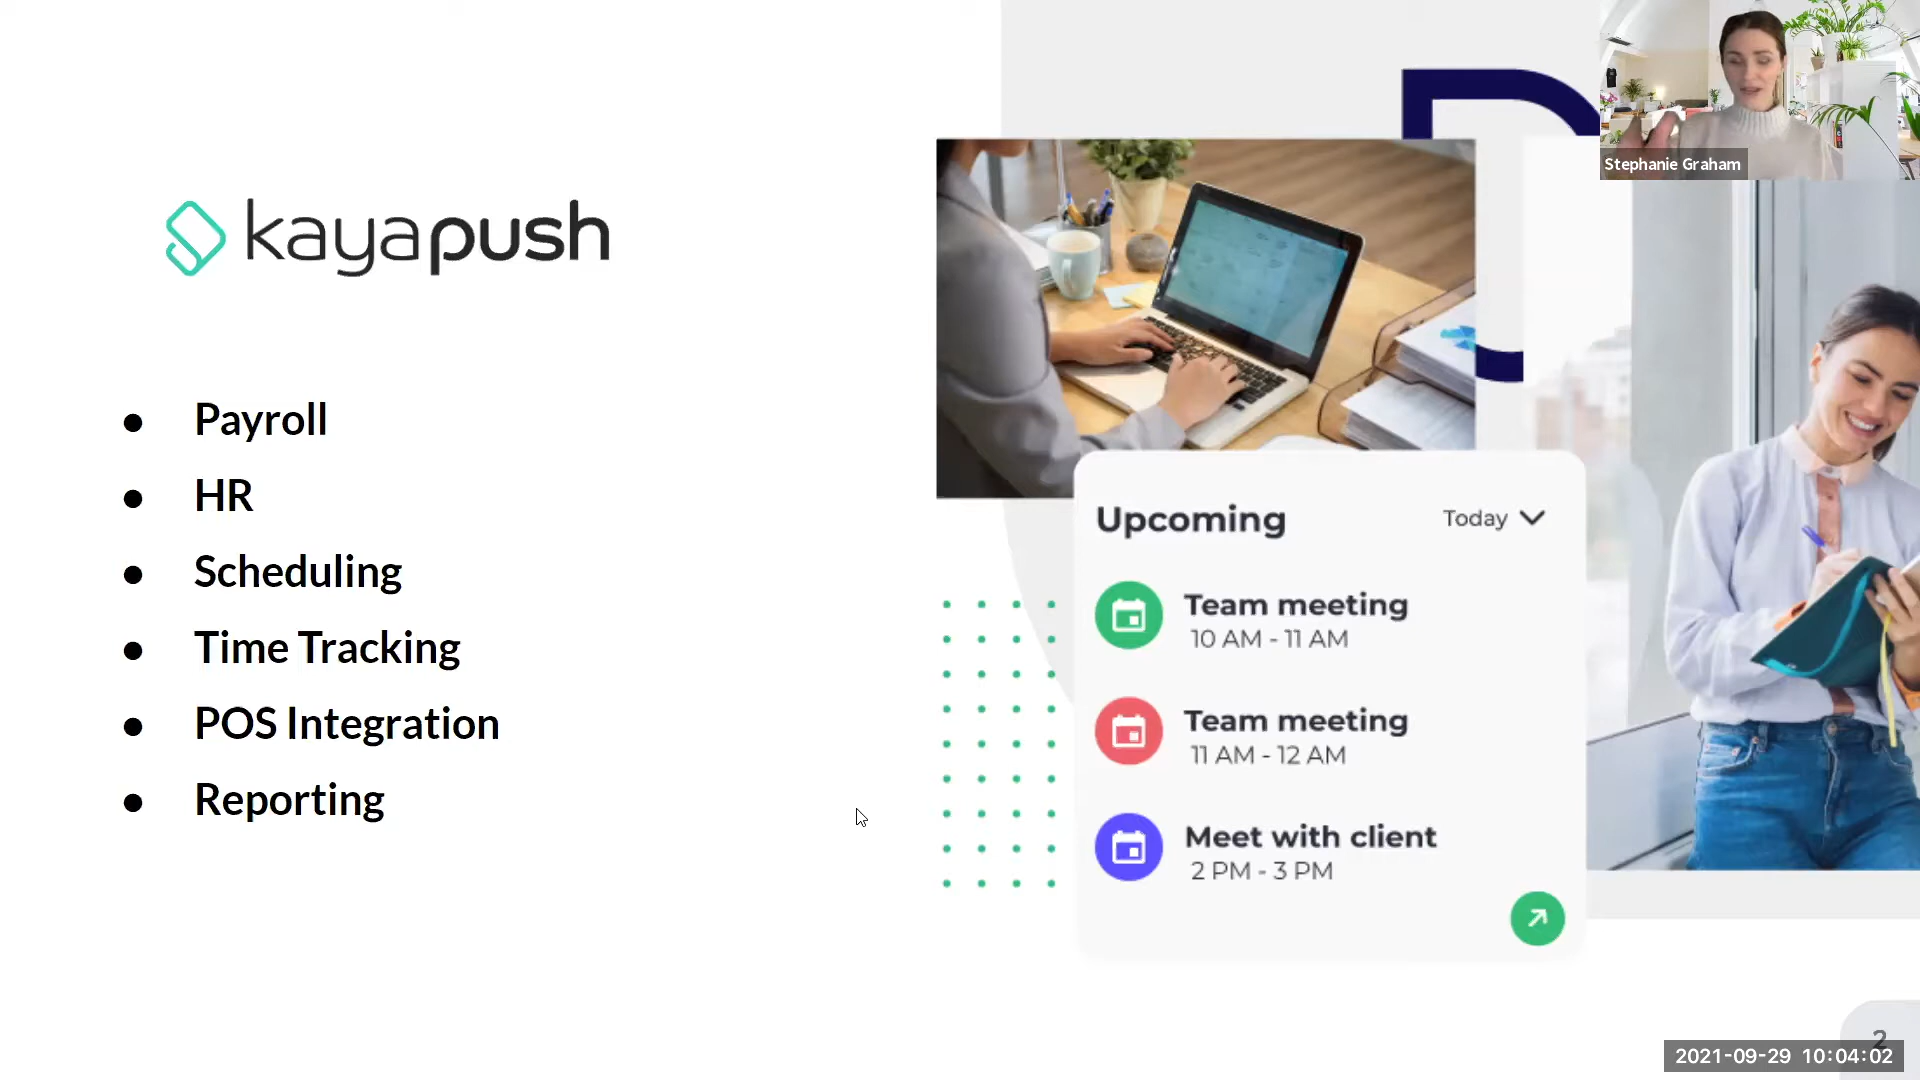 Stephanie Graham
kayapush
● Payroll
● HR
● Scheduling
● Time Tracking
● POS Integration
● Reporting
Upcoming
Today
Team meeting
10 AM - 11 AM
Team meeting
11 AM - 12 AM
Meet with client
2 PM - 3 PM
2
2021-09-29 10:04:02